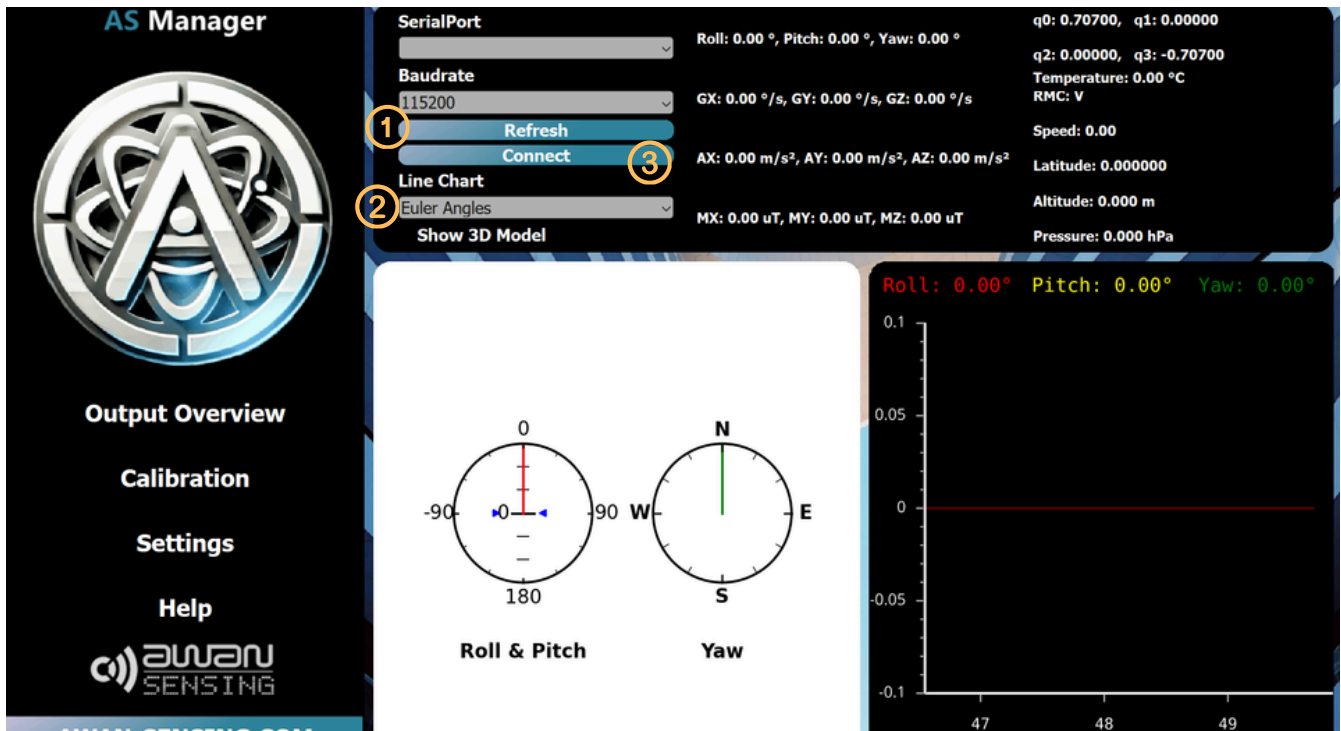 AS Manager
Output Overview
Calibration
Settings
Help
AWAN
SENSING
AWAN-SENSING.COM
SerialPort
Baudrate
115200
1
Refresh
Connect
3
Line Chart
2
Euler Angles
Show 3D Model
Roll: 0.00 °, Pitch: 0.00 °, Yaw: 0.00 °
GX: 0.00 °/s, GY: 0.00 °/s, GZ: 0.00 °/s
AX: 0.00 m/s², AY: 0.00 m/s², AZ: 0.00 m/s²
MX: 0.00 uT, MY: 0.00 uT, MZ: 0.00 uT
q0: 0.70700, q1: 0.00000
q2: 0.00000, q3: -0.70700
Temperature: 0.00 °C
RMC: V
Speed: 0.00
Latitude: 0.000000
Altitude: 0.000 m
Pressure: 0.000 hPa
0
-90 0 90
180
Roll & Pitch
N
W E
S
Yaw
Roll: 0.00° Pitch: 0.00° Yaw: 0.00°
0.1
0.05
0
-0.05
-0.1
47 48 49